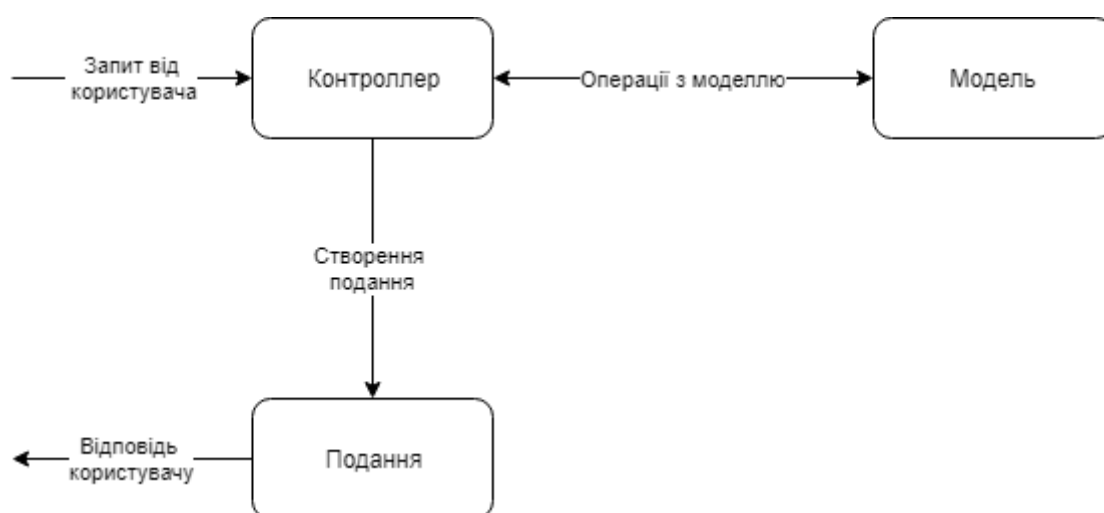 Запит від
користувача
Контроллер
Операції з моделлю
Модель
Створення
подання
Відповідь
користувачу
Подання